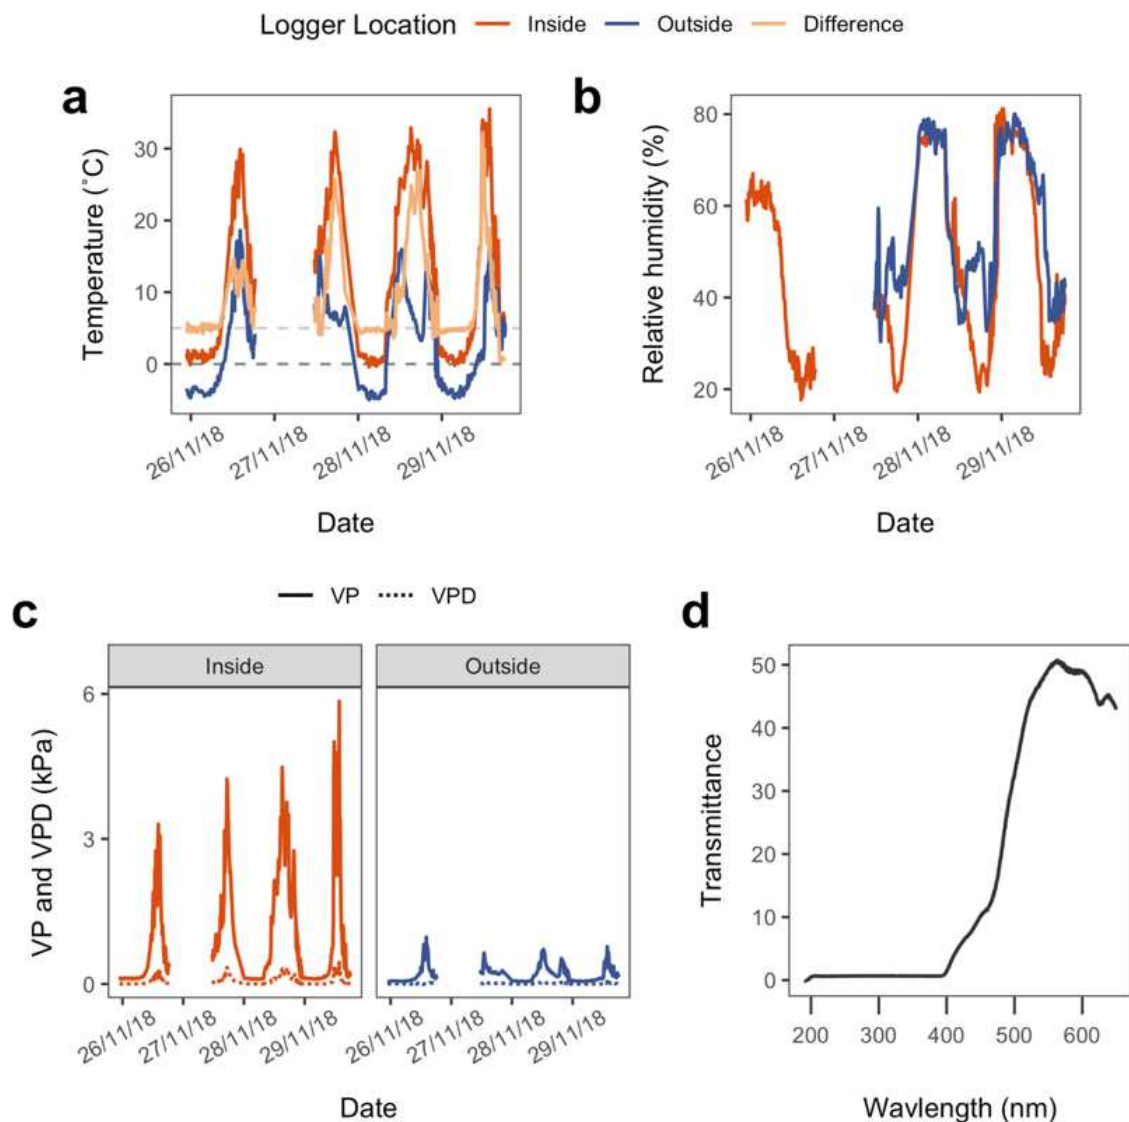 Logger Location Inside Outside Difference
a
b
Temperature (˚C)
30
20
10
0
26/11/18
27/11/18
28/11/18
29/11/18
Date
Relative humidity (%)
80
60
40
20
26/11/18
27/11/18
28/11/18
29/11/18
Date
c
VP VPD
Inside
Outside
VP and VPD (kPa)
6
3
0
26/11/18
27/11/18
28/11/18
29/11/18
26/11/18
27/11/18
28/11/18
29/11/18
Date
d
Transmittance
50
40
30
20
10
0
200 300 400 500 600
Wavlength (nm)